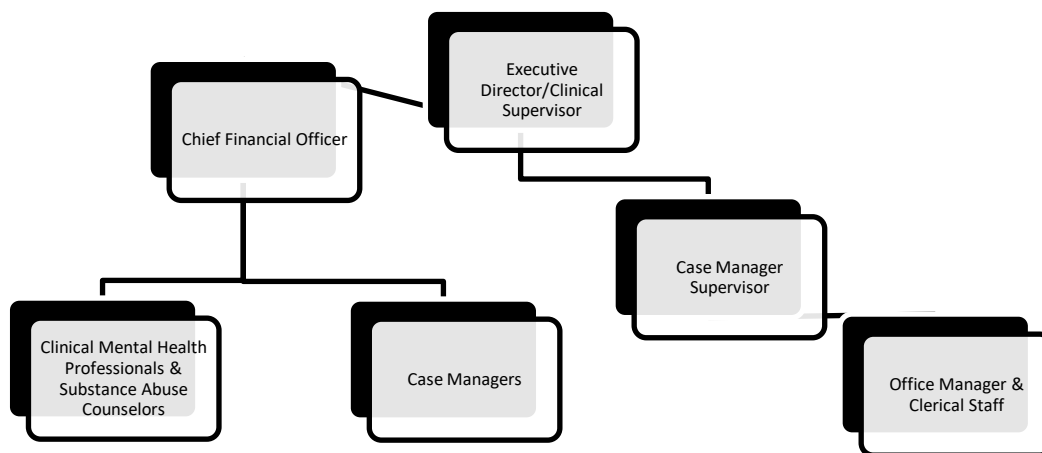 Executive
Director/Clinical
Supervisor
Chief Financial Officer
Case Manager
Supervisor
Clinical Mental Health
Professionals &
Substance Abuse
Counselors
Case Managers
Office Manager &
Clerical Staff